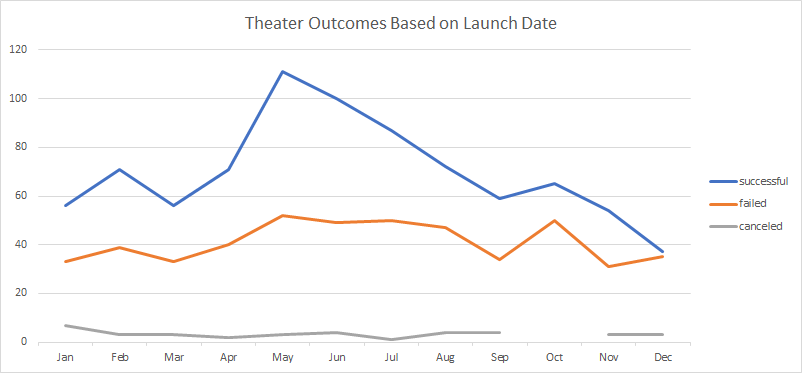 Theater Outcomes Based on Launch Date
120
100
80
60
40
20
0
Jan Feb Mar Apr May Jun Jul Aug Sep Oct Nov Dec
successful
failed
canceled